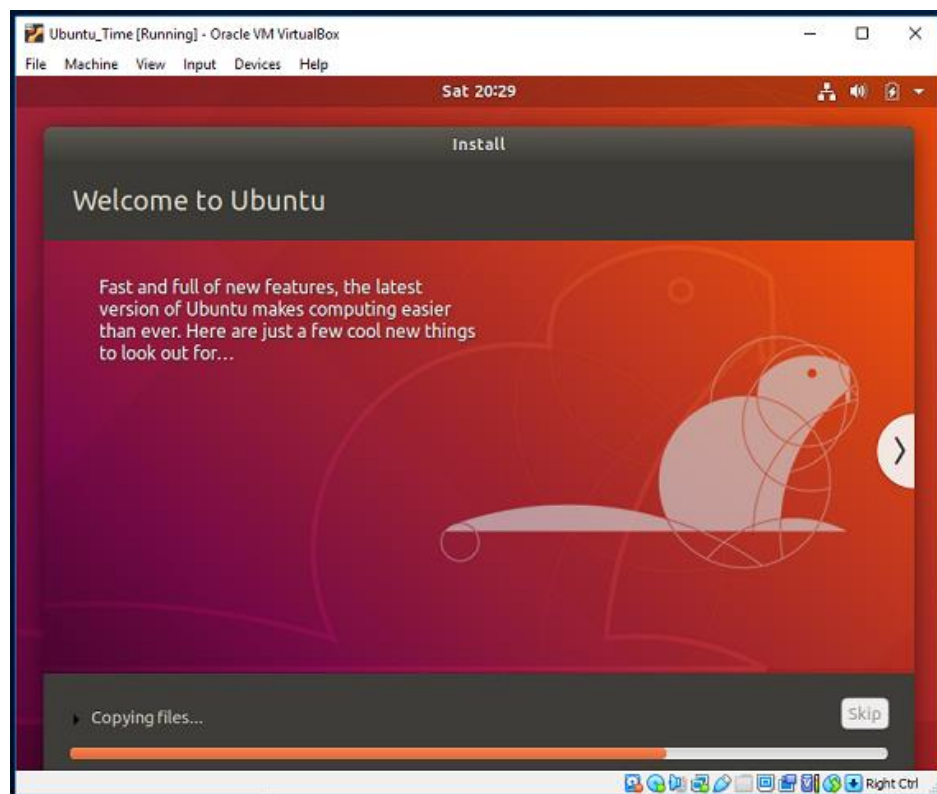 Ubuntu_Time [Running] - Oracle VM VirtualBox
File Machine View Input Devices Help
Sat 20:29
Install
Welcome to Ubuntu
Fast and full of new features, the latest
version of Ubuntu makes computing easier
than ever. Here are just a few cool new things
to look out for...
Copying files...
Skip
Right Ctrl